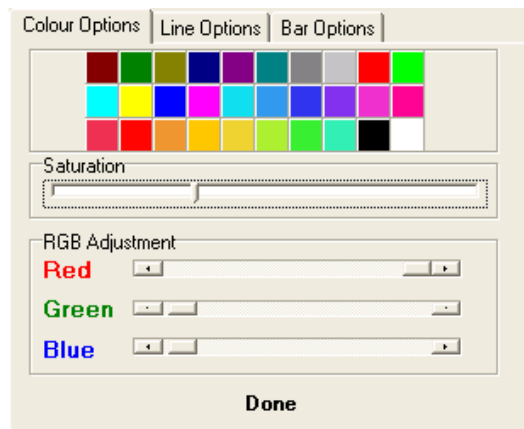 Colour Options Line Options Bar Options
Saturation
RGB Adjustment
Red
Green
Blue
Done